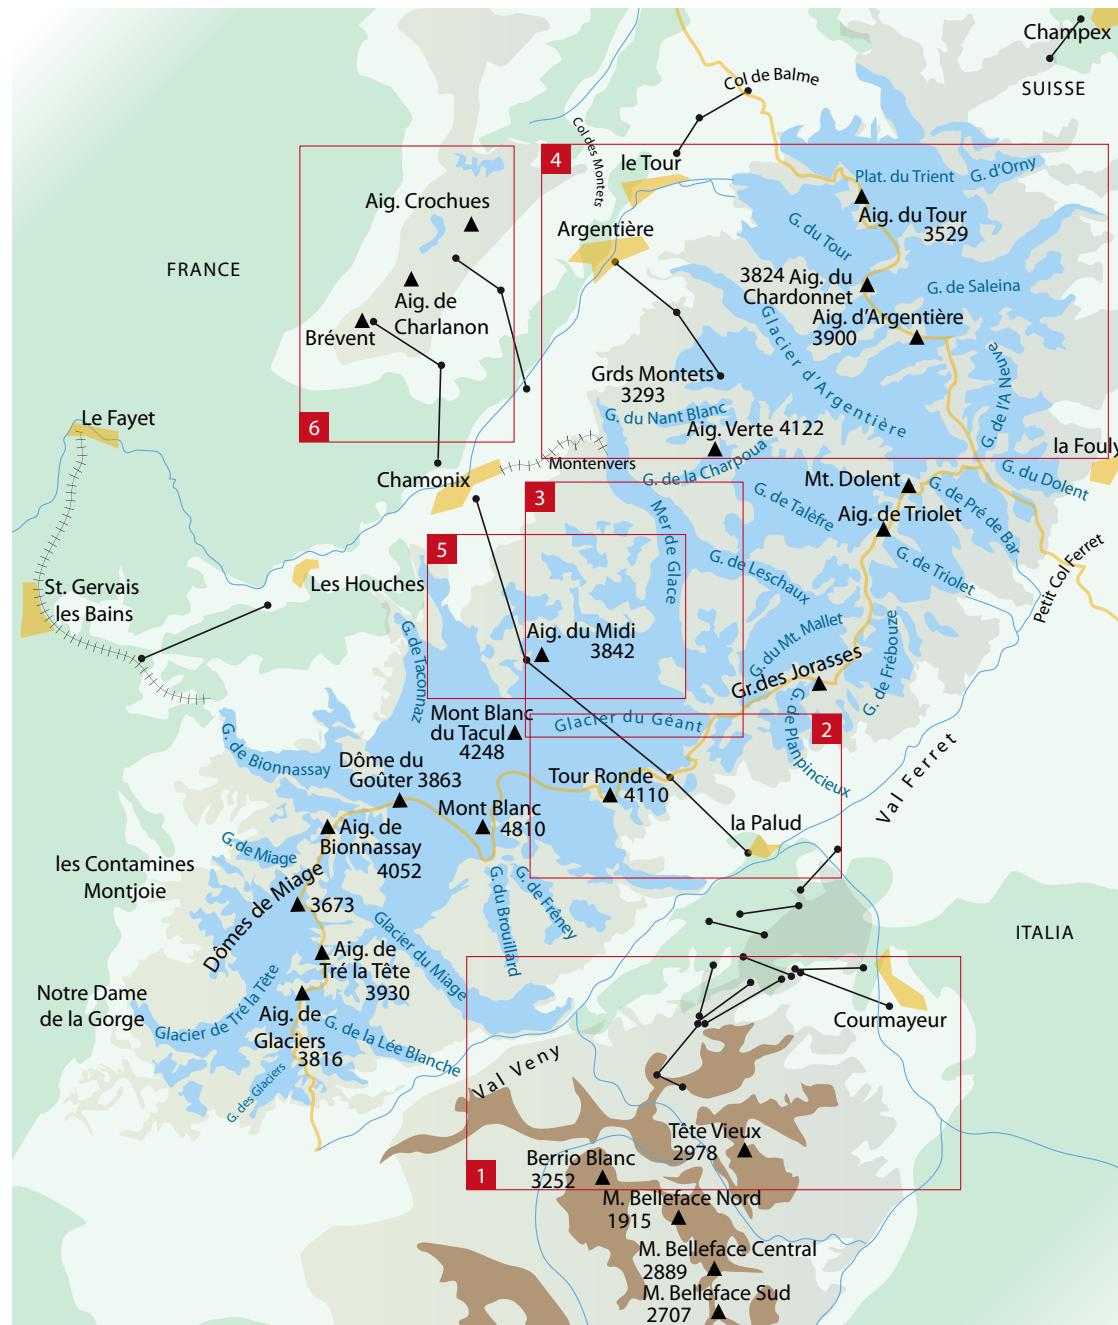 Champex
SUISSE
Col de Balme
Col des Montets
4
le Tour
Plat. du Trient
G. d'Orny
Aig. Crochues
Aig. du Tour
3529
Argentière
G. du Tour
FRANCE
3824 Aig. du
Chardonnet
G. de Saleina
Aig. de
Charlanon
Brévent
Aig. d'Argentière
3900
Glacier d'Argentière
G. de l'A Neuve
Grds Montets
3293
G. du Nant Blanc
Le Fayet
6
Aig. Verte 4122
la Fouly
Montenvers
Chamonix
G. de la Charpoua
Mt. Dolent
G. du Dolent
G. de Pré de Bar
3
Mer de Glace
G. de Talèfre
Aig. de Triolet
5
G. de Leschaux
G. de Triolet
Petit Col Ferret
St. Gervais
les Bains
Les Houches
G. de Taconnaz
Aig. du Midi
3842
G. du Mt. Mallet
G. de Frébouze
Gr.des Jorasses
Mont Blanc
du Tacul
4248
Glacier du Géant
G. de Planpincieux
2
Val Ferret
G. de Bionnassay
Dôme du
Goûter 3863
Tour Ronde
4110
Mont Blanc
4810
la Palud
Aig. de
Bionnassay
4052
G. de Miage
les Contamines
Montjoie
Dômes de Miage
3673
G. du Brouillard
G. de Frêney
Glacier du Miage
ITALIA
Aig. de
Tré la Tête
3930
Notre Dame
de la Gorge
Glacier de Tré la Tête
Aig. de
Glaciers
3816
G. de la Lée Blanche
G. des Glaciers
Courmayeur
Val Veny
Tête Vieux
2978
Berrio Blanc
3252
1
M. Belleface Nord
1915
M. Belleface Central
2889
M. Belleface Sud
2707